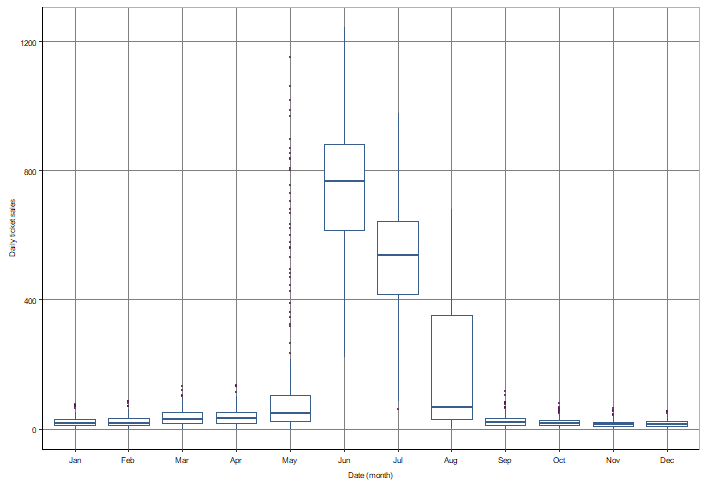 1200
800
400
0
Daily ticket sales
Jan Feb Mar Apr May Jun Jul Aug Sep Oct Nov Dec
Date (month)